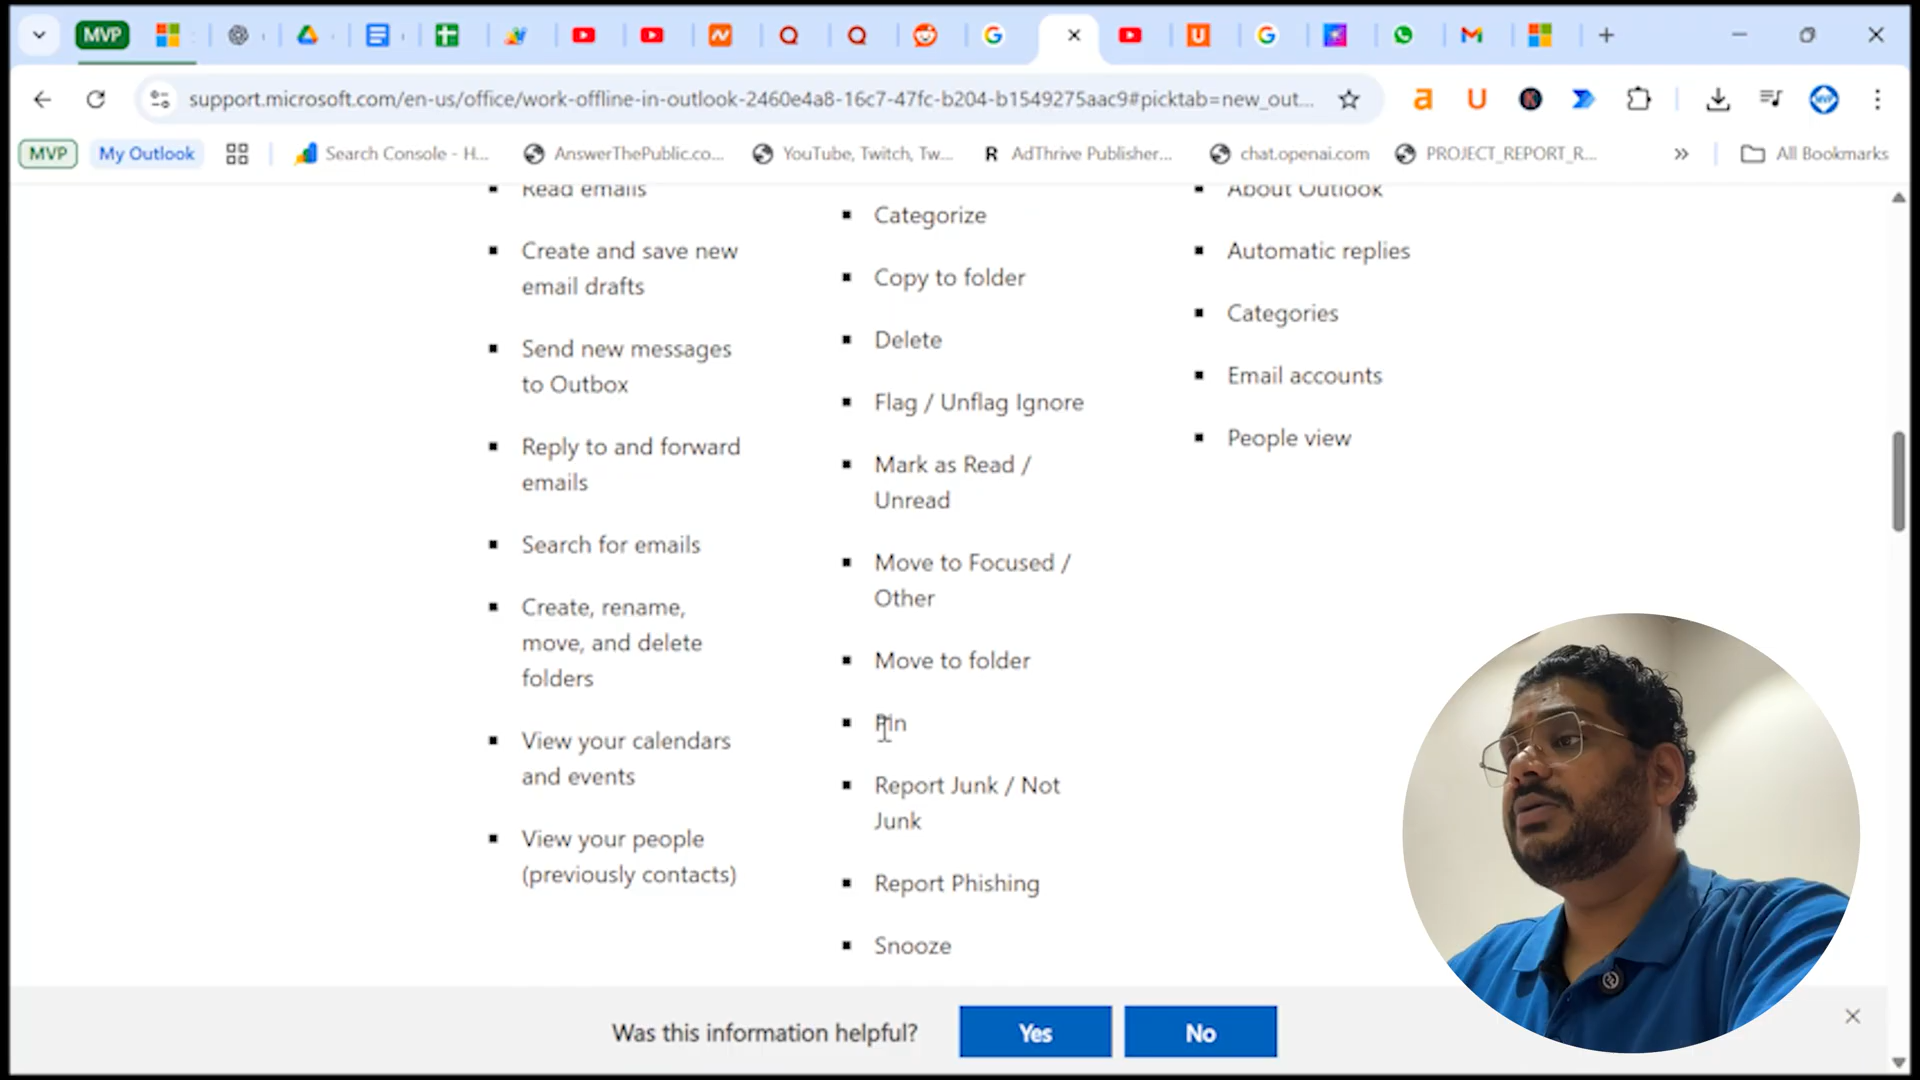 MVP
support.microsoft.com/en-us/office/work-offline-in-outlook-2460e4a8-16c7-47fc-b204-b1549275aac9#picktab=new_out...
MVP
My Outlook
Search Console - H...
AnswerThePublic.co...
YouTube, Twitch, Tw...
AdThrive Publisher...
chat.openai.com
PROJECT_REPORT_R...
»
All Bookmarks
Read emails
Create and save new
email drafts
Send new messages
to Outbox
Reply to and forward
emails
Search for emails
Create, rename,
move, and delete
folders
View your calendars
and events
View your people
(previously contacts)
Categorize
Copy to folder
Delete
Flag / Unflag Ignore
Mark as Read /
Unread
Move to Focused /
Other
Move to folder
Pin
Report Junk / Not
Junk
Report Phishing
Snooze
About Outlook
Automatic replies
Categories
Email accounts
People view
Was this information helpful?
Yes
No